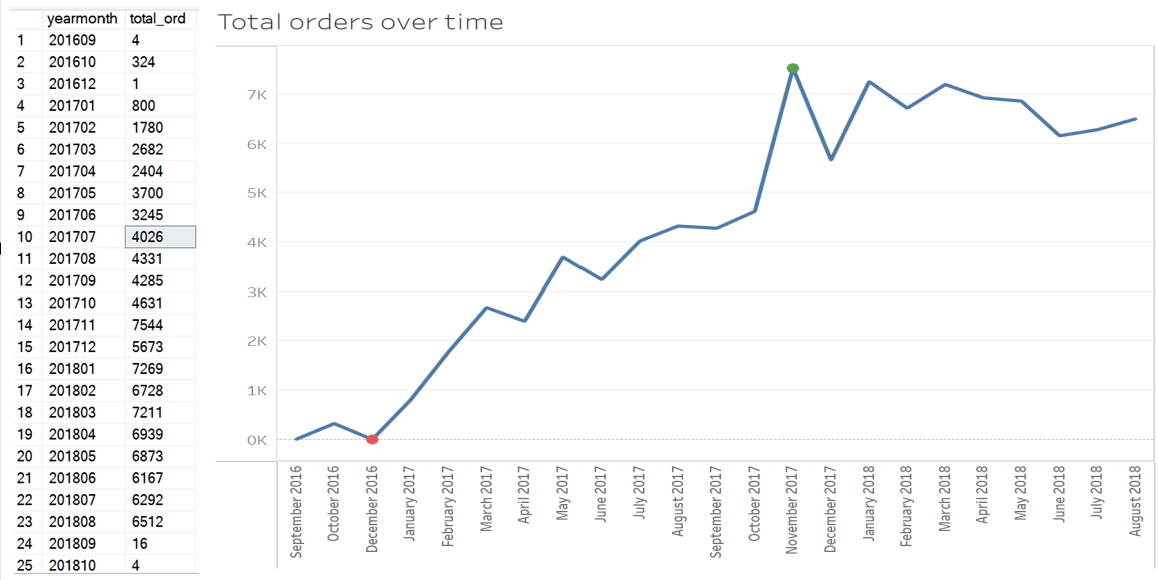 yearmonth total_ord
1 201609 4
2 201610 324
3 201612 1
4 201701 800
5 201702 1780
6 201703 2682
7 201704 2404
8 201705 3700
9 201706 3245
10 201707 4026
11 201708 4331
12 201709 4285
13 201710 4631
14 201711 7544
15 201712 5673
16 201801 7269
17 201802 6728
18 201803 7211
19 201804 6939
20 201805 6873
21 201806 6167
22 201807 6292
23 201808 6512
24 201809 16
25 201810 4
Total orders over time
7K
6K
5K
4K
3K
2K
1K
0K
September 2016
October 2016
December 2016
January 2017
February 2017
March 2017
April 2017
May 2017
June 2017
July 2017
August 2017
September 2017
October 2017
November 2017
December 2017
January 2018
February 2018
March 2018
April 2018
May 2018
June 2018
July 2018
August 2018